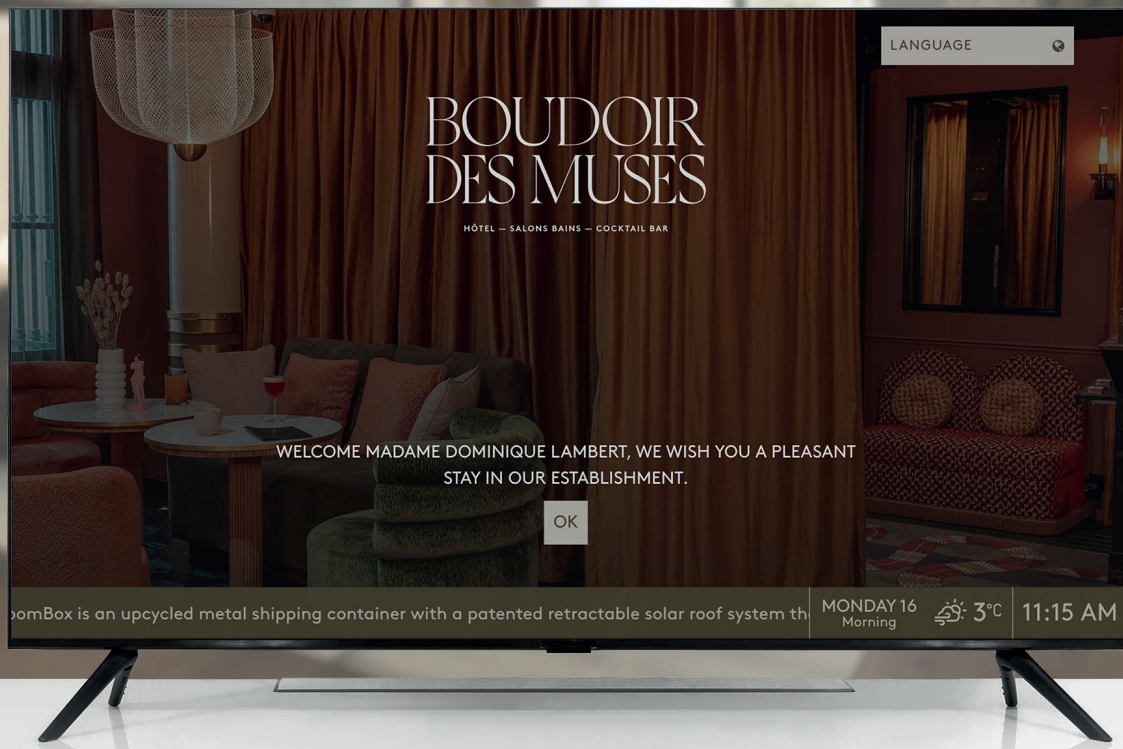 LANGUAGE
BOUDOIR
DES MUSES
HÔTEL — SALONS BAINS — COCKTAIL BAR
WELCOME MADAME DOMINIQUE LAMBERT, WE WISH YOU A PLEASANT
STAY IN OUR ESTABLISHMENT.
OK
is an upcycled metal shipping container with a patented retractable solar roof system
MONDAY 16
Morning
3°C
11:15 AM